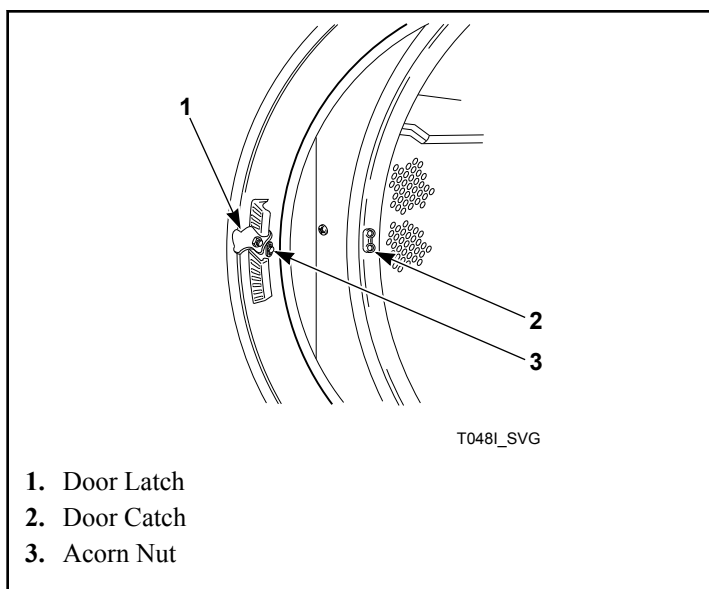 1
2
3
T048I_SVG
1. Door Latch
2. Door Catch
3. Acorn Nut